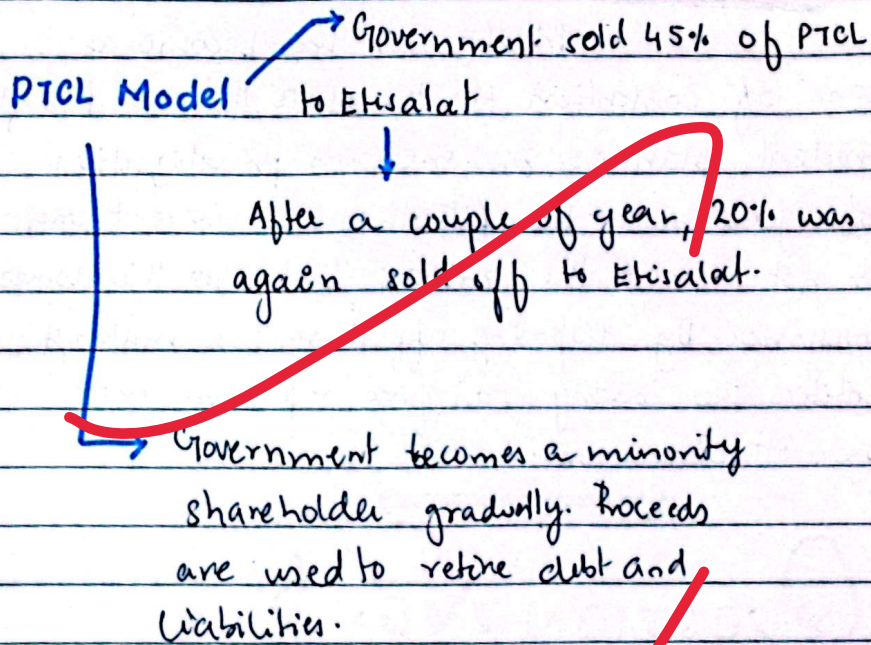 Government sold 45% of PTCL
PTCL Model to Etisalat
After a couple of year, 20% was
again sold off to Etisalat.
Government becomes a minority
shareholder gradually. Proceeds
are used to retire debt and
liabilities.